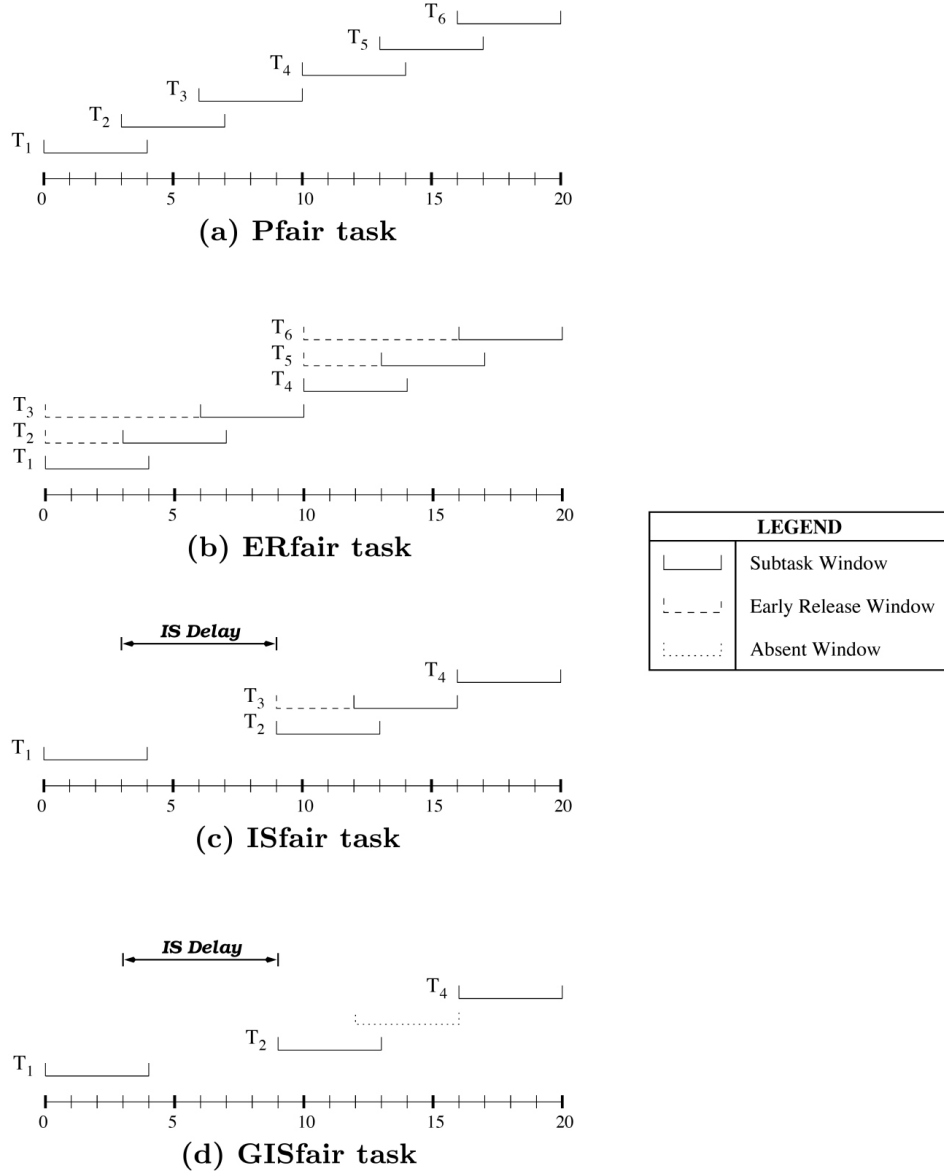 T6
T5
T4
T3
T2
T1
0 5 10 15 20
(a) Pfair task
T6
T5
T4
T3
T2
T1
0 5 10 15 20
(b) ERfair task
LEGEND
Subtask Window
Early Release Window
Absent Window
IS Delay
T4
T3
T2
T1
0 5 10 15 20
(c) ISfair task
IS Delay
T4
T2
T1
0 5 10 15 20
(d) GISfair task